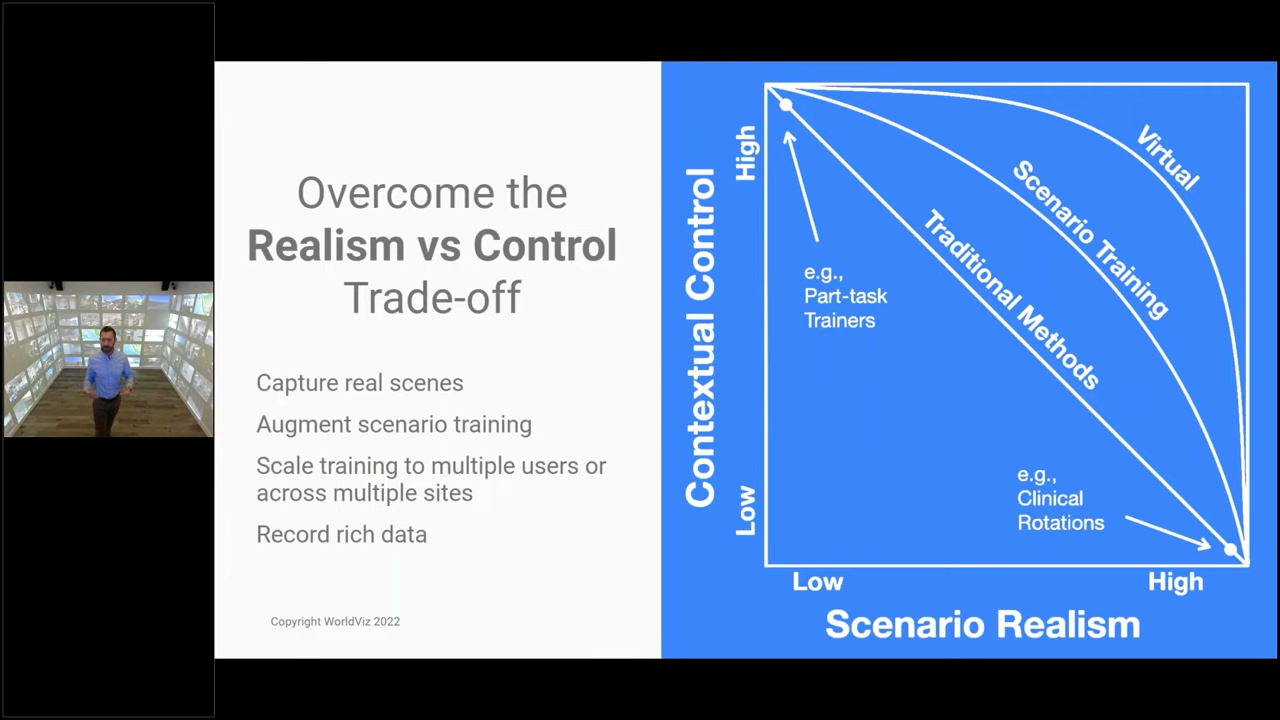 Overcome the
Realism vs Control
Trade-off
Capture real scenes
Augment scenario training
Scale training to multiple users or
across multiple sites
Record rich data
Copyright WorldViz 2022
Contextual Control
High
Low
Virtual
Scenario Training
Traditional Methods
e.g.,
Part-task
Trainers
e.g.,
Clinical
Rotations
Low
High
Scenario Realism